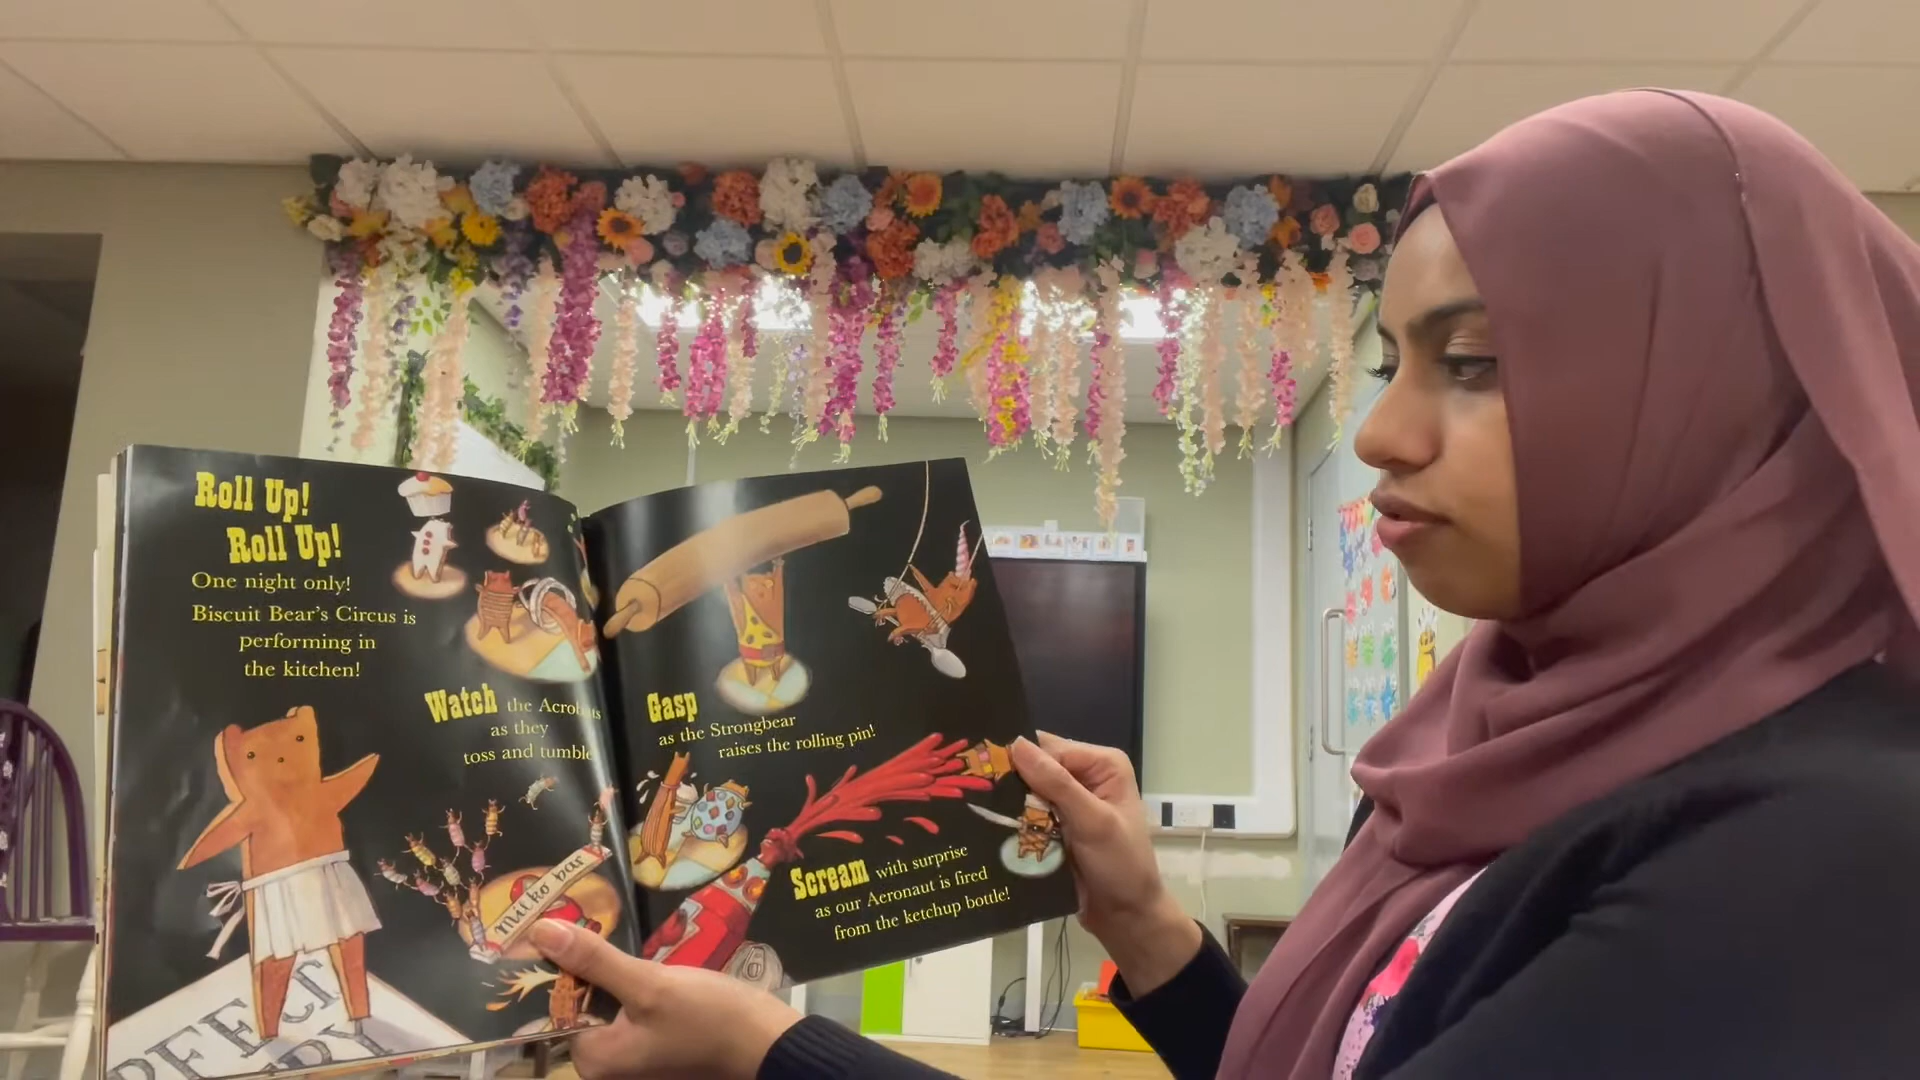 Roll Up!
Roll Up!
One night only!
Biscuit Bear's Circus is
performing in
the kitchen!
Watch the Acrobats
as they
toss and tumble
Gasp
as the Strongbear
raises the rolling pin!
Scream with surprise
as our Aeronaut is fired
from the ketchup bottle!